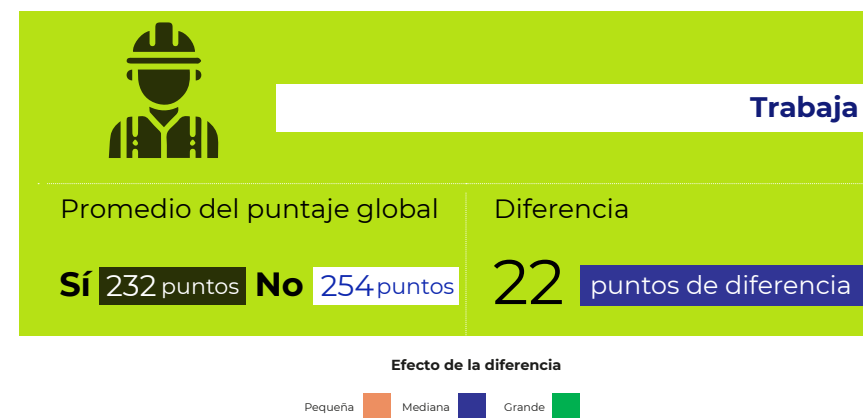 Trabaja
Promedio del puntaje global
Diferencia
Sí 232 puntos No 254 puntos
22 puntos de diferencia
Efecto de la diferencia
Pequeña Mediana Grande